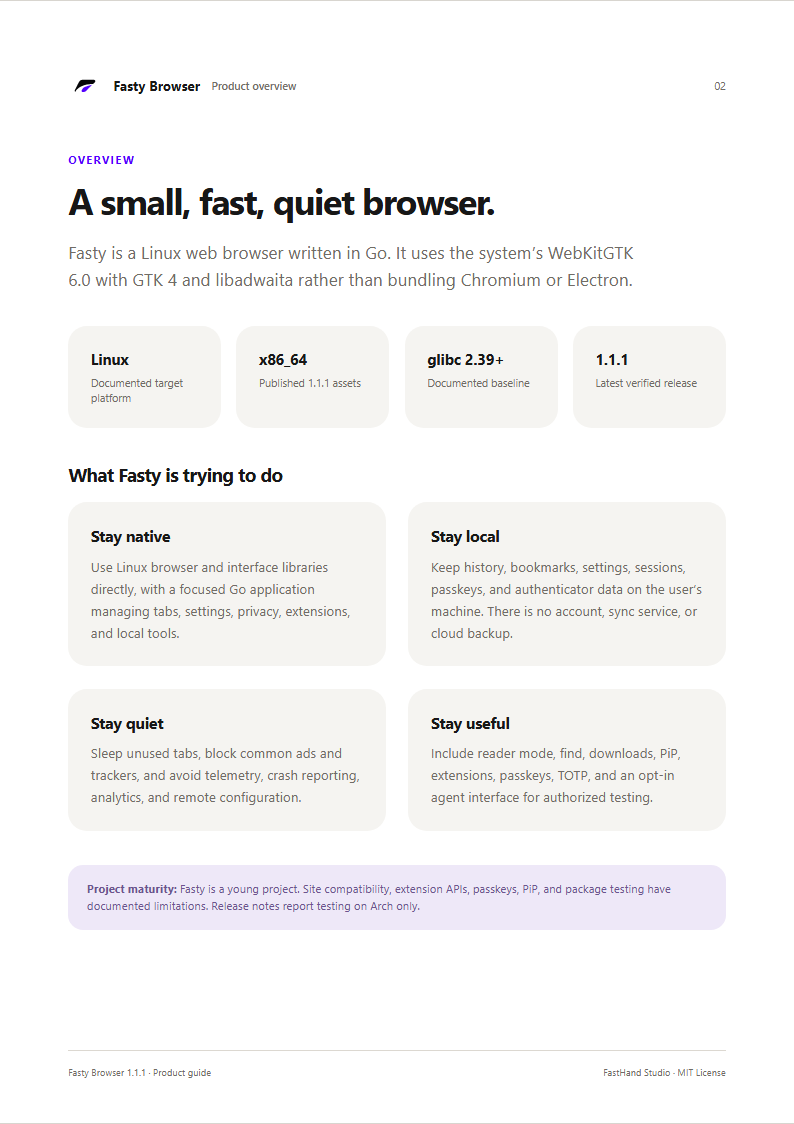 Fasty Browser Product overview 02
OVERVIEW
A small, fast, quiet browser.
Fasty is a Linux web browser written in Go. It uses the system’s WebKitGTK
6.0 with GTK 4 and libadwaita rather than bundling Chromium or Electron.
Linux
Documented target
platform
x86_64
Published 1.1.1 assets
glibc 2.39+
Documented baseline
1.1.1
Latest verified release
What Fasty is trying to do
Stay native
Use Linux browser and interface libraries
directly, with a focused Go application
managing tabs, settings, privacy, extensions,
and local tools.
Stay local
Keep history, bookmarks, settings, sessions,
passkeys, and authenticator data on the user’s
machine. There is no account, sync service, or
cloud backup.
Stay quiet
Sleep unused tabs, block common ads and
trackers, and avoid telemetry, crash reporting,
analytics, and remote configuration.
Stay useful
Include reader mode, find, downloads, PiP,
extensions, passkeys, TOTP, and an opt-in
agent interface for authorized testing.
Project maturity: Fasty is a young project. Site compatibility, extension APIs, passkeys, PiP, and package testing have
documented limitations. Release notes report testing on Arch only.
Fasty Browser 1.1.1 · Product guide
FastHand Studio · MIT License